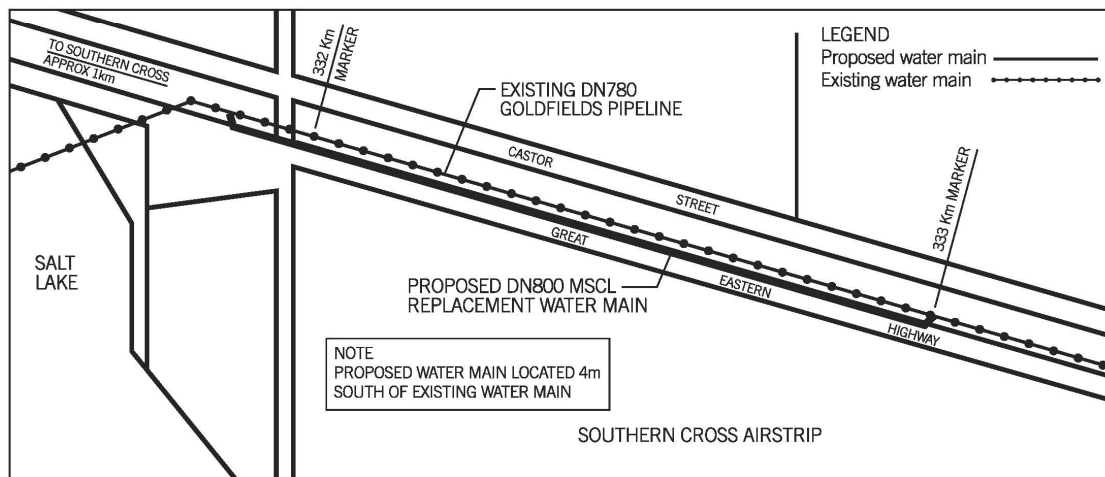 TO SOUTHERN CROSS
APPROX 1km
332 Km
MARKER
LEGEND
Proposed water main
Existing water main
EXISTING DN780
GOLDFIELDS PIPELINE
CASTOR
STREET
333 Km MARKER
GREAT
EASTERN
HIGHWAY
SALT
LAKE
PROPOSED DN800 MSCL
REPLACEMENT WATER MAIN
NOTE
PROPOSED WATER MAIN LOCATED 4m
SOUTH OF EXISTING WATER MAIN
SOUTHERN CROSS AIRSTRIP